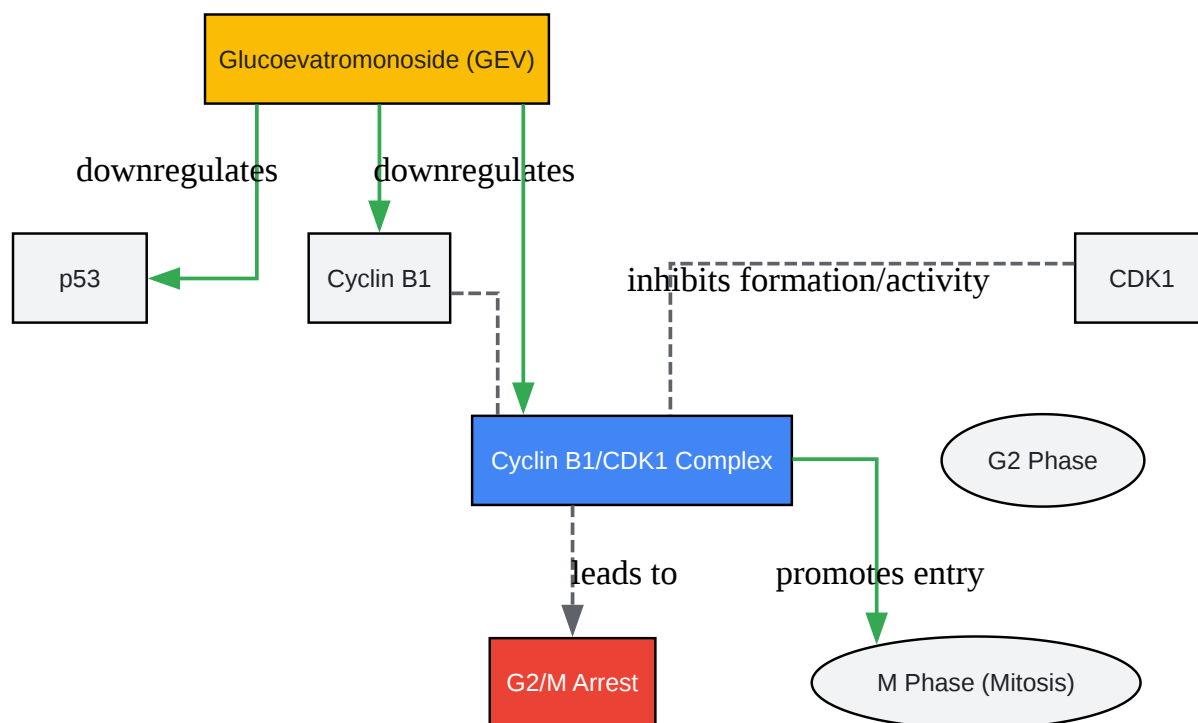 Glucoevatromonoside (GEV)
downregulates
downregulates
p53
Cyclin B1
inhibits formation/activity
CDK1
Cyclin B1/CDK1 Complex
G2 Phase
leads to
promotes entry
G2/M Arrest
M Phase (Mitosis)